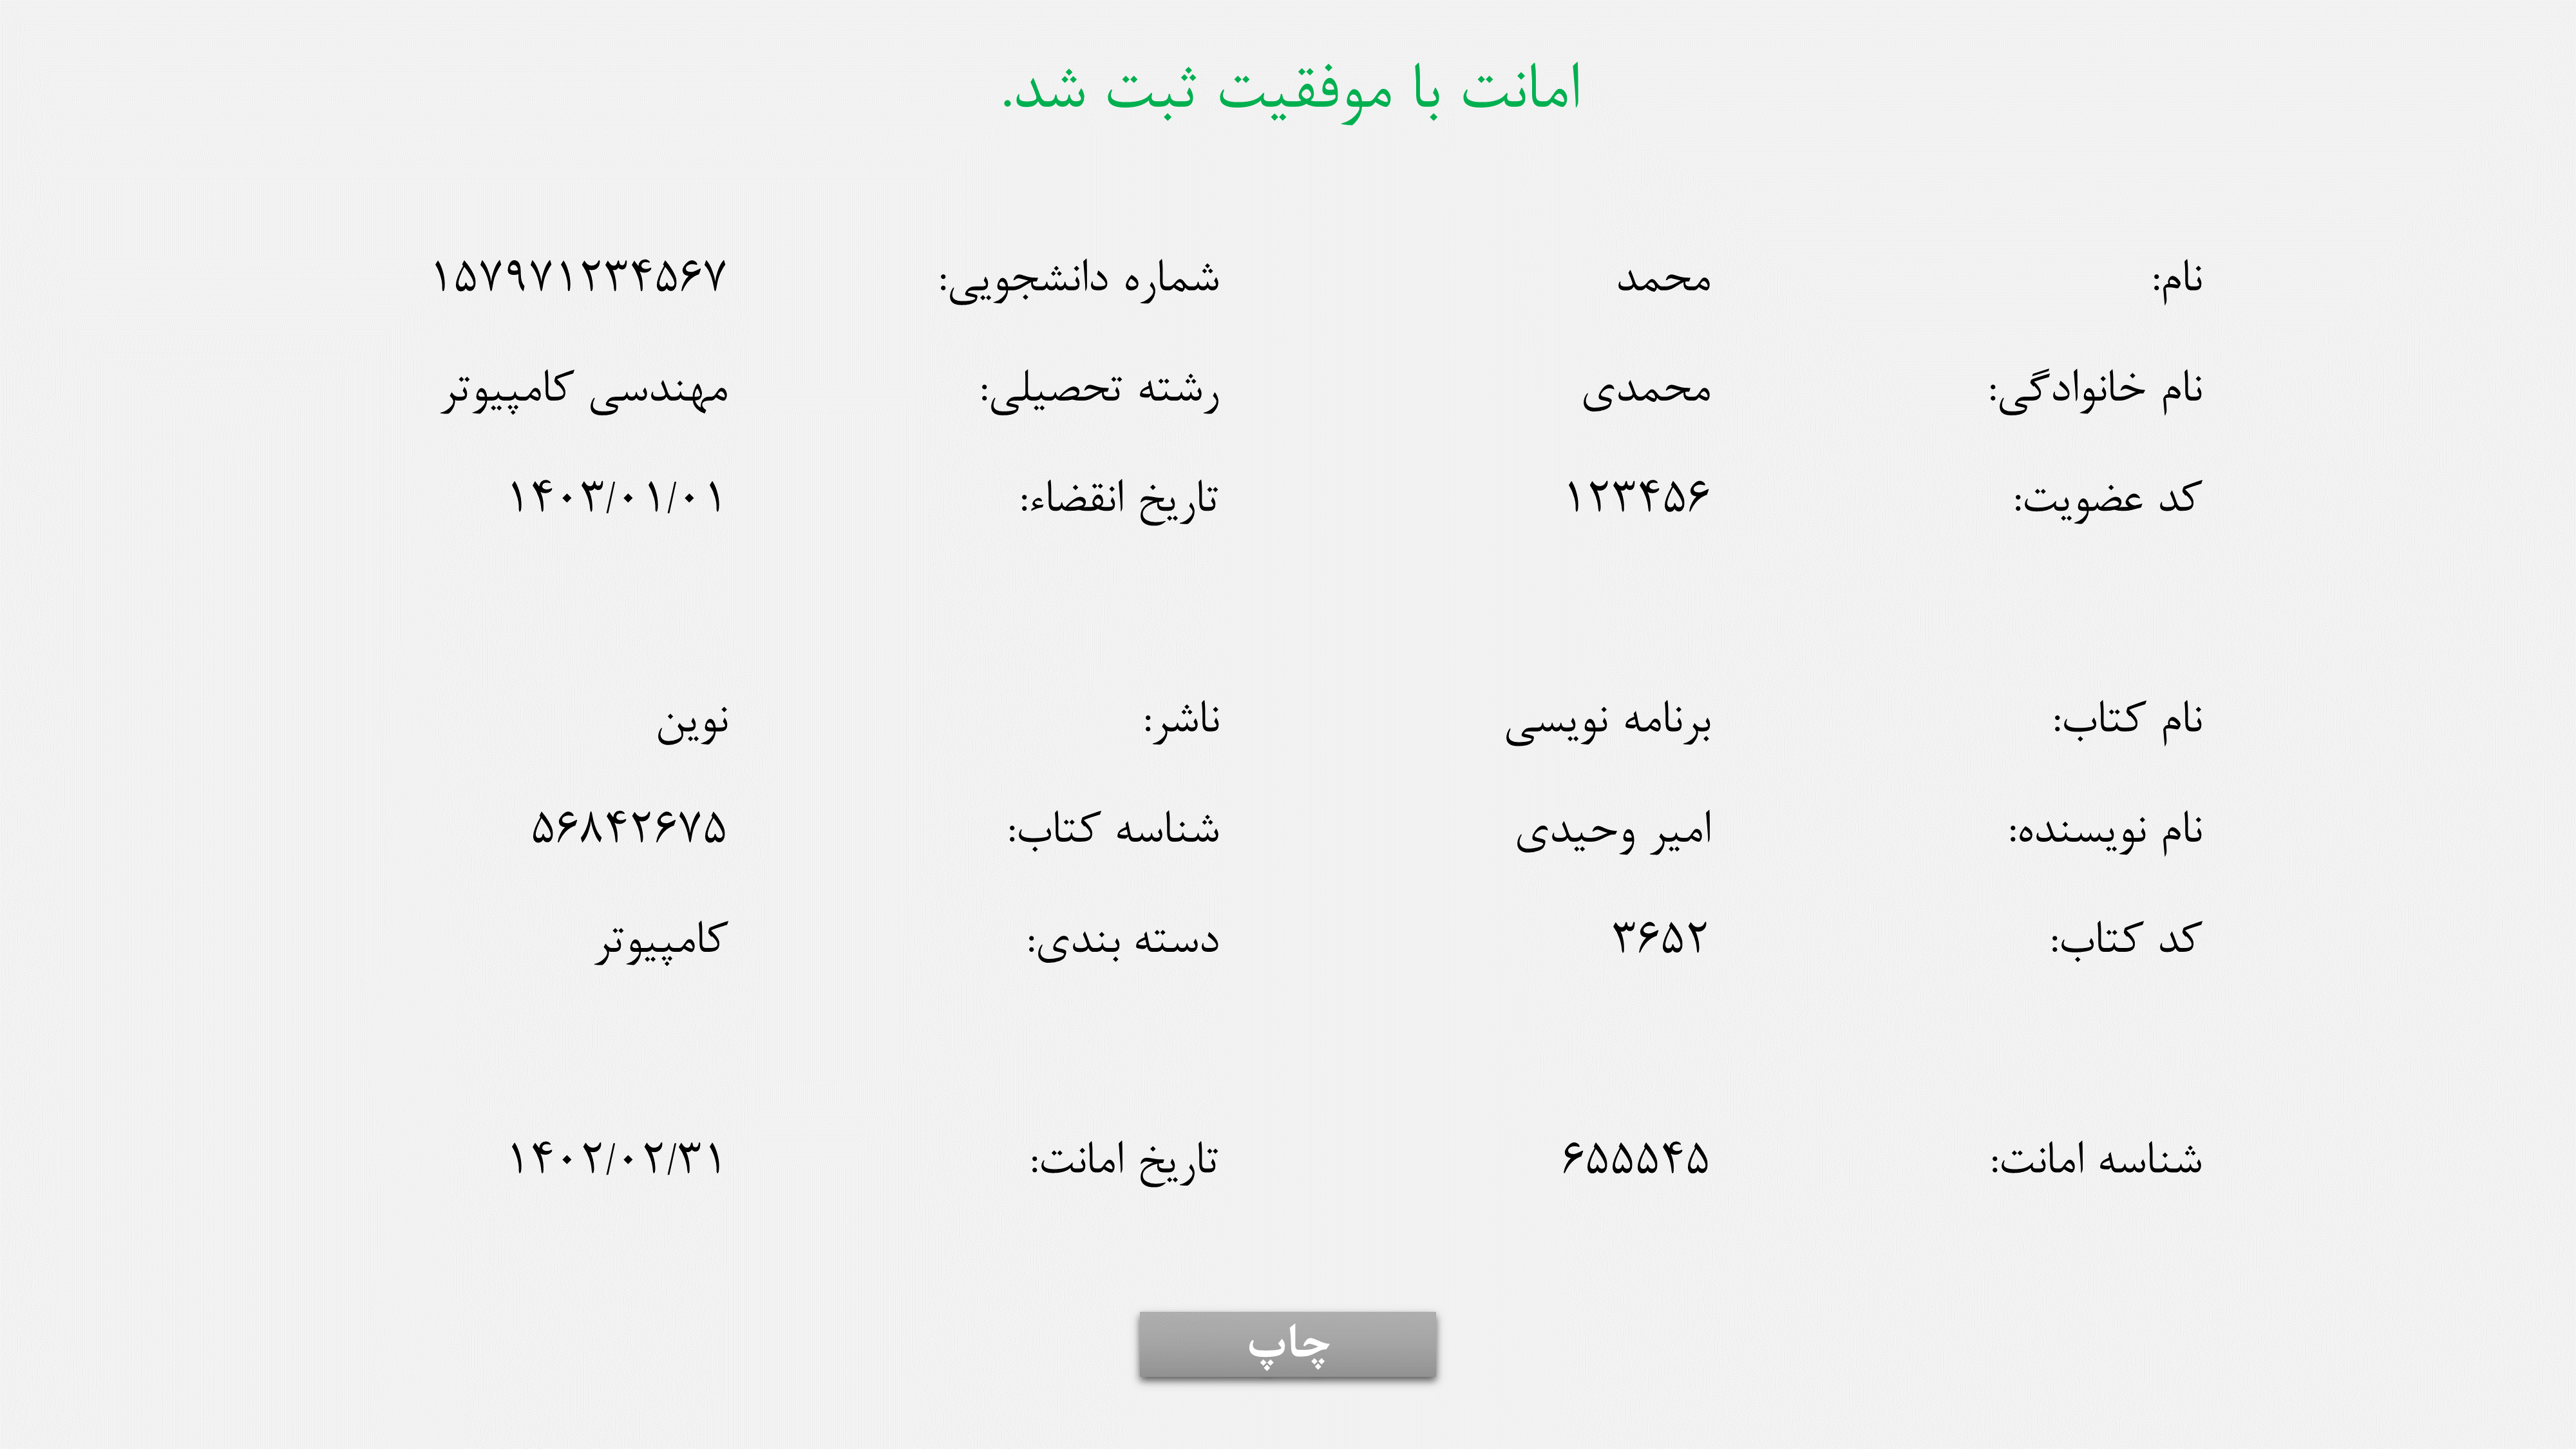 امانت با موفقیت ثبت شد.
نام: محمد شماره دانشجویی: ۱۵۷۹۷۱۲۳۴۵۶۷
نام خانوادگی: محمدی رشته تحصیلی: مهندسی کامپیوتر
کد عضویت: ۱۲۳۴۵۶ تاریخ انقضاء: ۱۴۰۳/۰۱/۰۱
نام کتاب: برنامه نویسی ناشر: نوین
نام نویسنده: امیر وحیدی شناسه کتاب: ۵۶۸۴۲۶۷۵
کد کتاب: ۳۶۵۲ دسته بندی: کامپیوتر
شناسه امانت: ۶۵۵۵۴۵ تاریخ امانت: ۱۴۰۲/۰۲/۳۱
چاپ